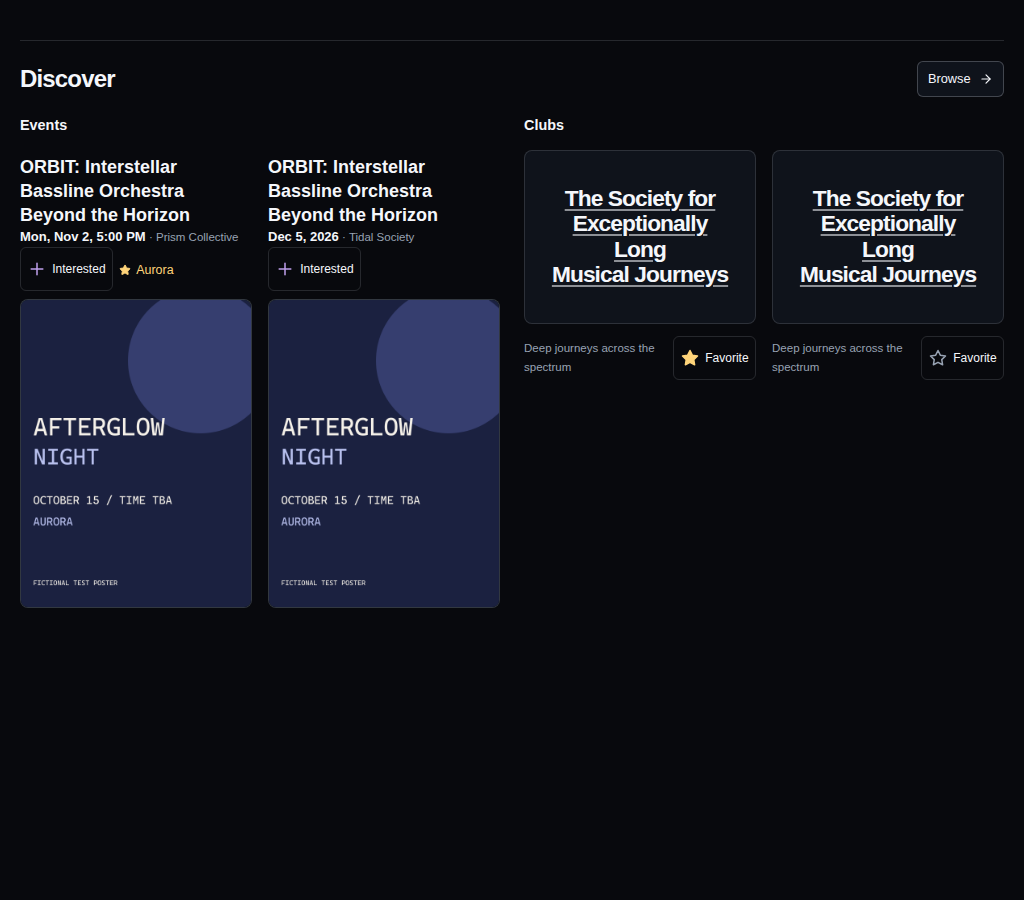 Discover
Browse
Events
ORBIT: Interstellar
Bassline Orchestra
Beyond the Horizon
Mon, Nov 2, 5:00 PM · Prism Collective
Interested
Aurora
AFTERGLOW
NIGHT
OCTOBER 15 / TIME TBA
AURORA
FICTIONAL TEST POSTER
ORBIT: Interstellar
Bassline Orchestra
Beyond the Horizon
Dec 5, 2026 · Tidal Society
Interested
AFTERGLOW
NIGHT
OCTOBER 15 / TIME TBA
AURORA
FICTIONAL TEST POSTER
Clubs
The Society for
Exceptionally
Long
Musical Journeys
Deep journeys across the
spectrum
Favorite
The Society for
Exceptionally
Long
Musical Journeys
Deep journeys across the
spectrum
Favorite